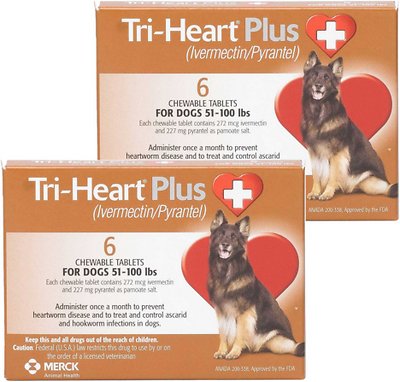 Tri-Heart® Plus
(Ivermectin/Pyrantel)
6
CHEWABLE TABLETS
FOR DOGS 51-100 lbs
Each chewable tablet contains 272 mcg ivermectin
and 227 mg pyrantel as pamoate salt.
Administer once a month to prevent
heartworm disease and to treat and control ascarid
ANADA 200-338, Approved by the FDA
Tri-Heart® Plus
(Ivermectin/Pyrantel)
6
CHEWABLE TABLETS
FOR DOGS 51-100 lbs
Each chewable tablet contains 272 mcg ivermectin
and 227 mg pyrantel as pamoate salt.
Administer once a month to prevent
heartworm disease and to treat and control ascarid
and hookworm infections in dogs.
Keep this and all drugs out of the reach of children.
Caution: Federal (U.S.A.) law restricts this drug to use by or on
the order of a licensed veterinarian
MERCK
Animal Health
ANADA 200-338, Approved by the FDA